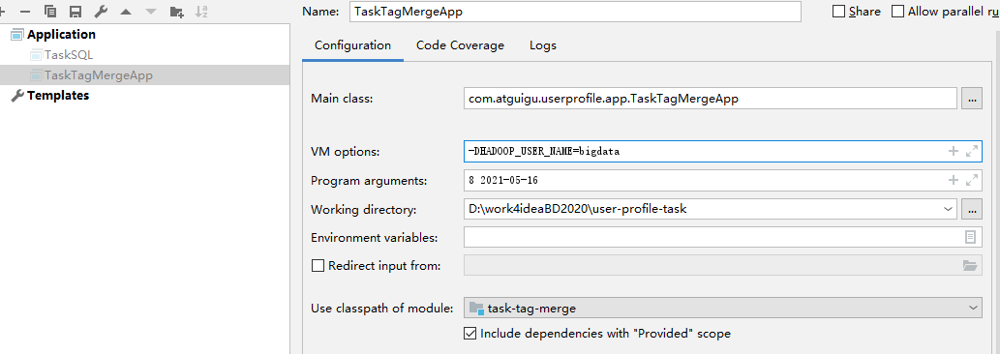 Name: TaskTagMergeApp Share Allow parallel ru
Application
TaskSQL
TaskTagMergeApp
Templates
Configuration Code Coverage Logs
Main class: com.atguigu.userprofile.app.TaskTagMergeApp ...
VM options: -DHADOOP_USER_NAME=bigdata
Program arguments: 8 2021-05-16
Working directory: D:\work4ideaBD2020\user-profile-task ...
Environment variables:
Redirect input from:
Use classpath of module: task-tag-merge
Include dependencies with "Provided" scope